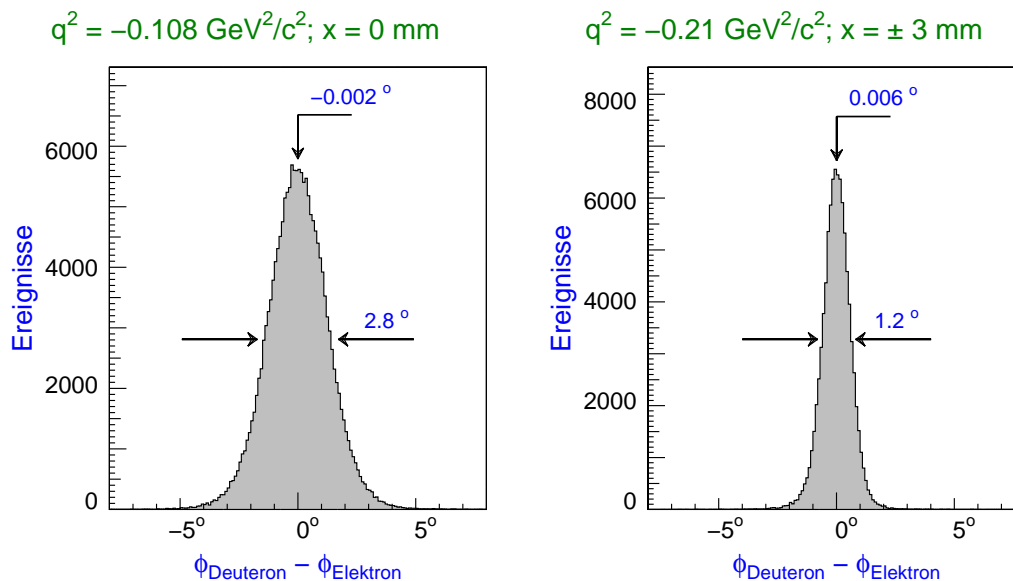 q² = −0.108 GeV²/c²; x = 0 mm
−0.002 °
6000
4000
2000
0
Ereignisse
2.8 °
−5° 0° 5°
ϕDeuteron − ϕElektron
q² = −0.21 GeV²/c²; x = ± 3 mm
0.006 °
8000
6000
4000
2000
0
Ereignisse
1.2 °
−5° 0° 5°
ϕDeuteron − ϕElektron